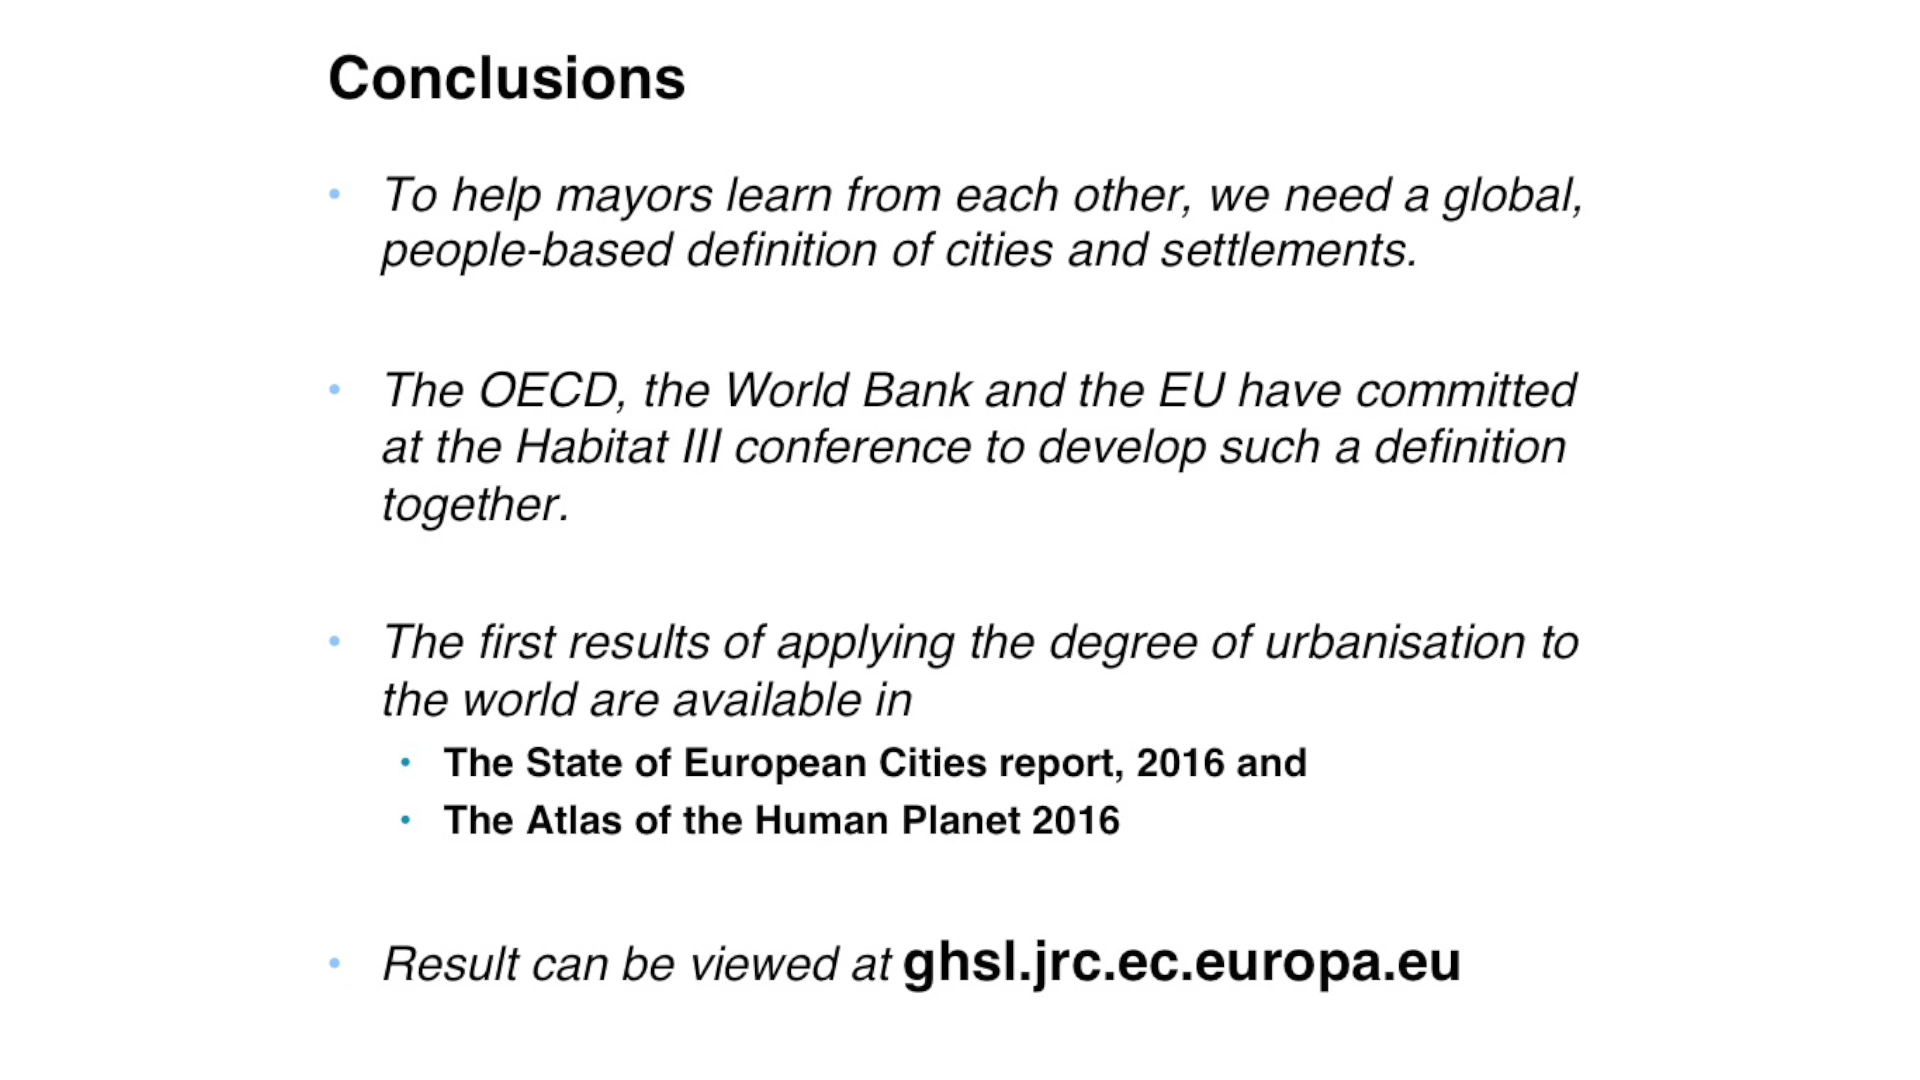 Conclusions
• To help mayors learn from each other, we need a global,
people-based definition of cities and settlements.
• The OECD, the World Bank and the EU have committed
at the Habitat III conference to develop such a definition
together.
• The first results of applying the degree of urbanisation to
the world are available in
• The State of European Cities report, 2016 and
• The Atlas of the Human Planet 2016
• Result can be viewed at ghsl.jrc.ec.europa.eu